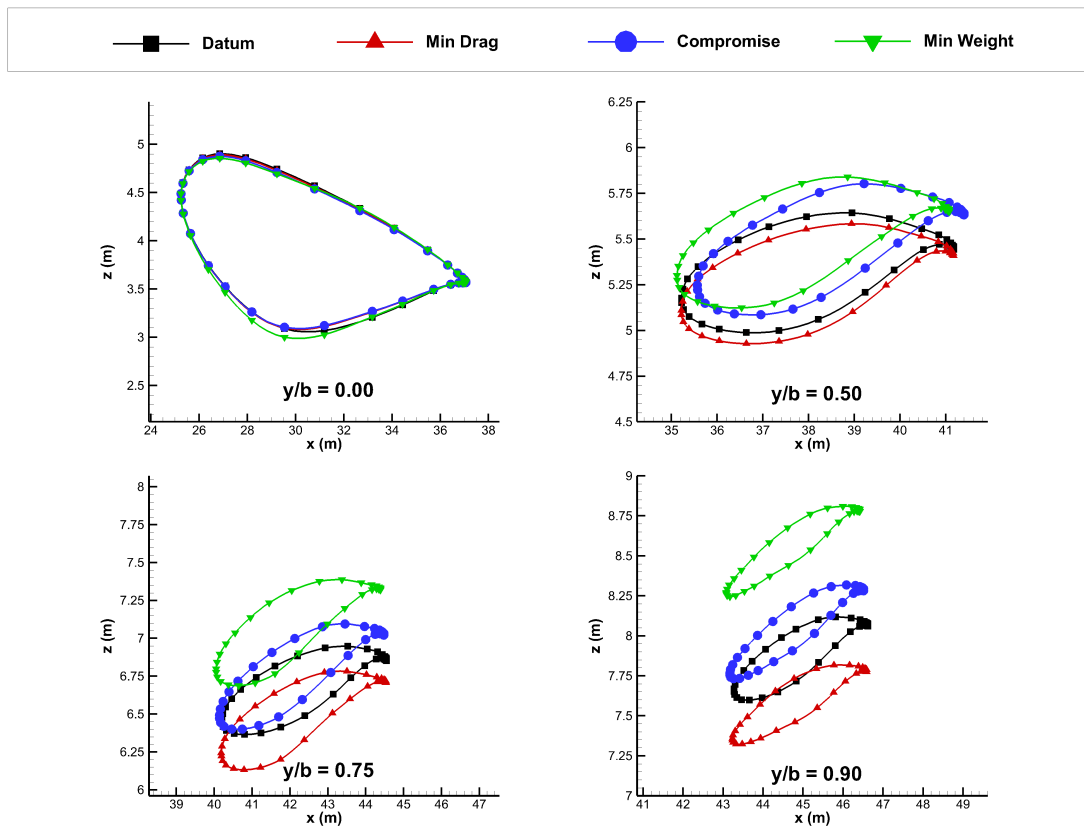 Datum Min Drag Compromise Min Weight
z (m)
5
4.5
4
3.5
3
2.5
24 26 28 30 32 34 36 38
x (m)
y/b = 0.00
z (m)
6.25
6
5.75
5.5
5.25
5
4.75
4.5
35 36 37 38 39 40 41
x (m)
y/b = 0.50
z (m)
8
7.75
7.5
7.25
7
6.75
6.5
6.25
6
39 40 41 42 43 44 45 46 47
x (m)
y/b = 0.75
z (m)
9
8.75
8.5
8.25
8
7.75
7.5
7.25
7
41 42 43 44 45 46 47 48 49
x (m)
y/b = 0.90